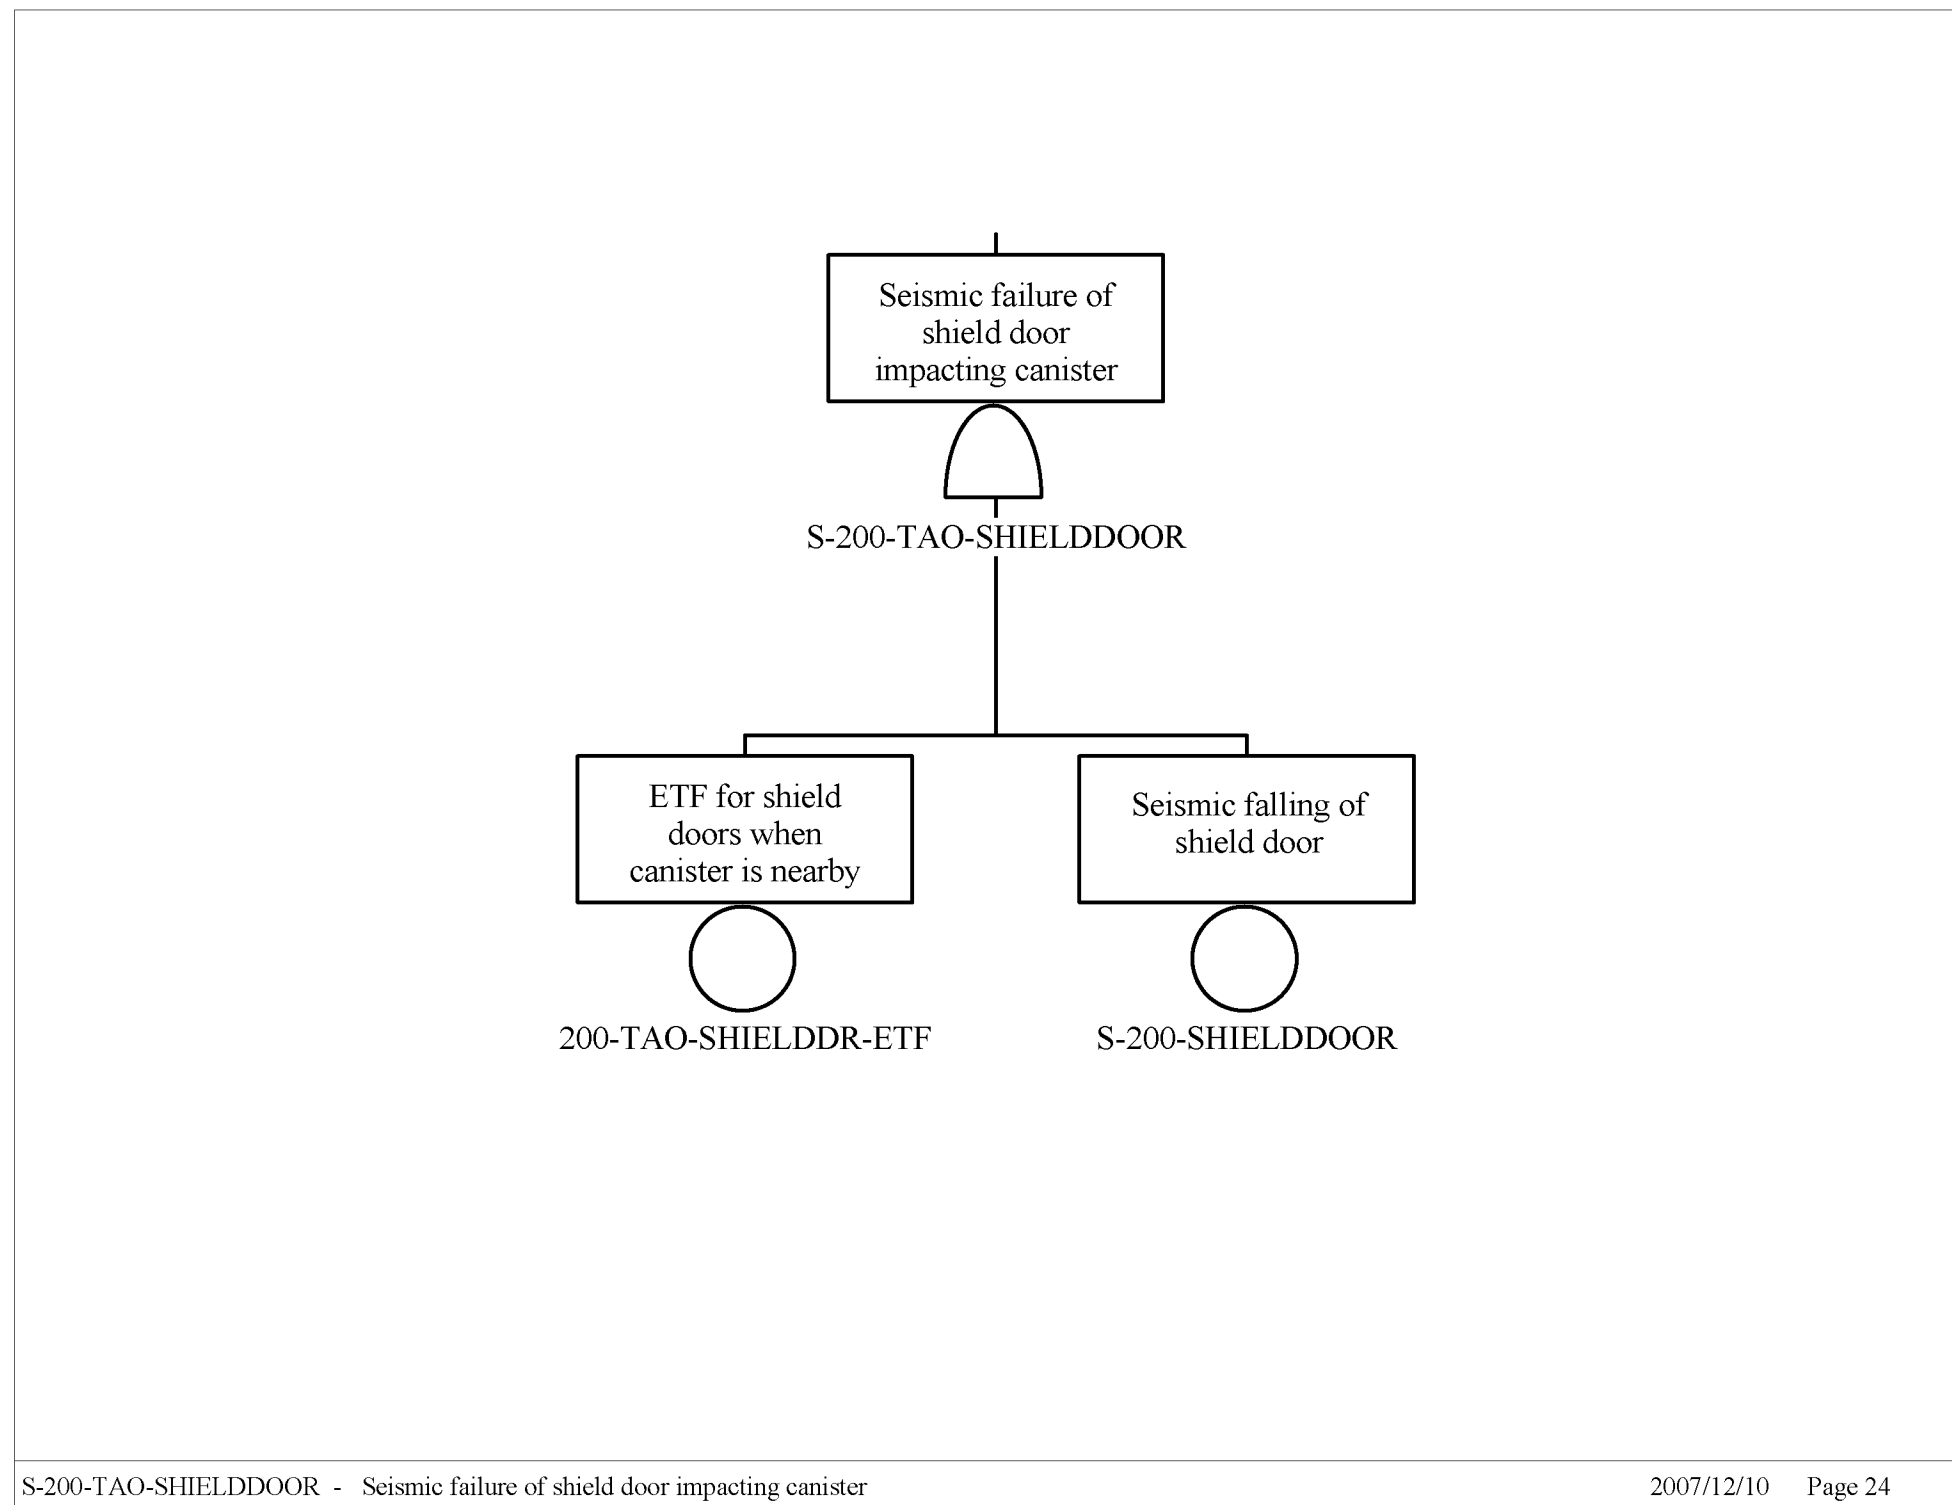 Seismic failure of
shield door
impacting canister
S-200-TAO-SHIELDDOOR
ETF for shield
doors when
canister is nearby
200-TAO-SHIELDDR-ETF
Seismic falling of
shield door
S-200-SHIELDDOOR
S-200-TAO-SHIELDDOOR - Seismic failure of shield door impacting canister 2007/12/10 Page 24